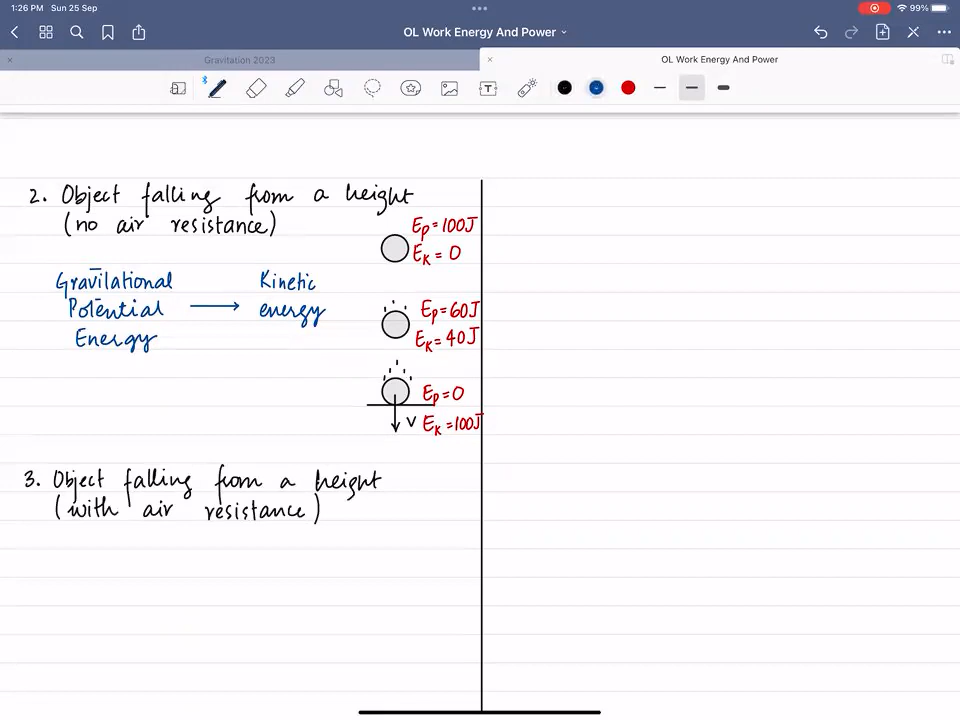 1:26 PM Sun 25 Sep
99%
OL Work Energy And Power
Gravitation 2023
OL Work Energy And Power
2. Object falling from a height
(no air resistance)
Ep=100J
EK=0
Gravitational
Potential
Energy
Kinetic
energy
Ep=60J
EK=40J
Ep=0
V
EK=100J
3. Object falling from a height
(with air resistance)